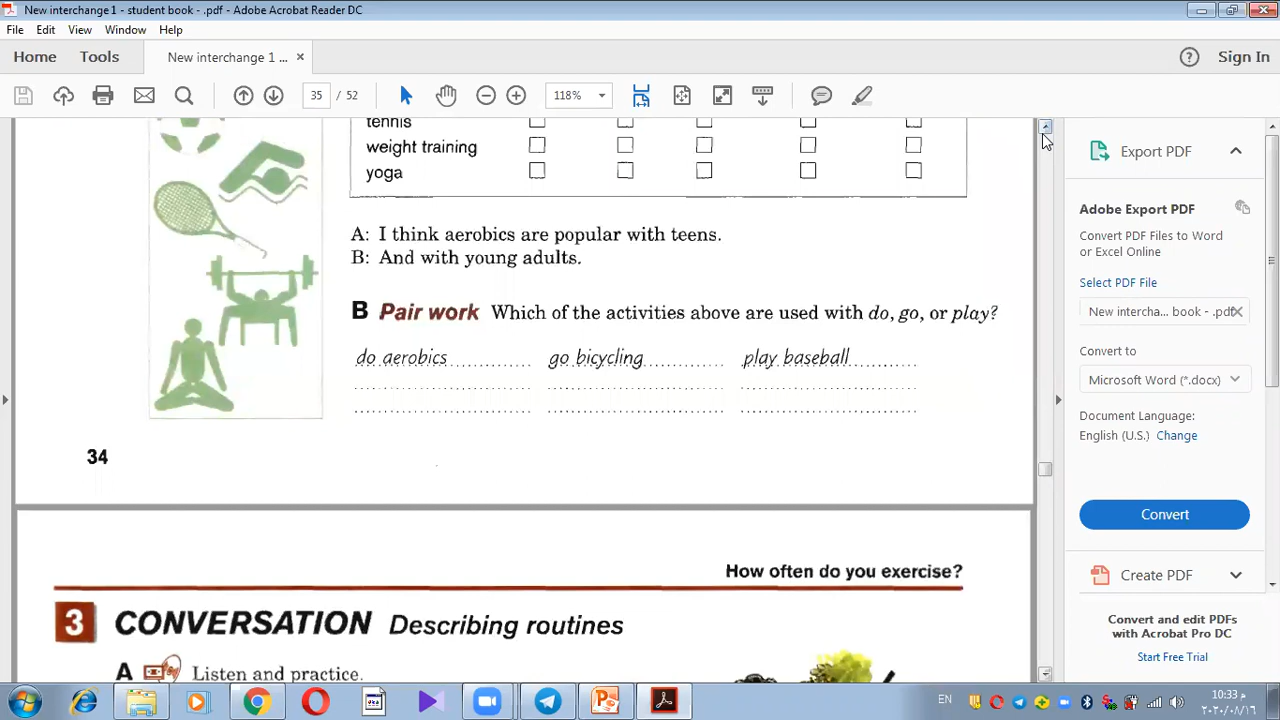 New interchange 1 - student book - .pdf - Adobe Acrobat Reader DC
File Edit View Window Help
Home Tools New interchange 1 ... × Sign In
35 / 52 118%
tennis
weight training
yoga
A: I think aerobics are popular with teens.
B: And with young adults.
B Pair work Which of the activities above are used with do, go, or play?
do aerobics go bicycling play baseball
34
How often do you exercise?
3 CONVERSATION Describing routines
A Listen and practice.
Export PDF
Adobe Export PDF
Convert PDF Files to Word
or Excel Online
Select PDF File
New intercha... book - .pdf
Convert to
Microsoft Word (*.docx)
Document Language:
English (U.S.) Change
Convert
Create PDF
Convert and edit PDFs
with Acrobat Pro DC
Start Free Trial
EN
10:33 م
٢٠٢٠/٠٨/١٦